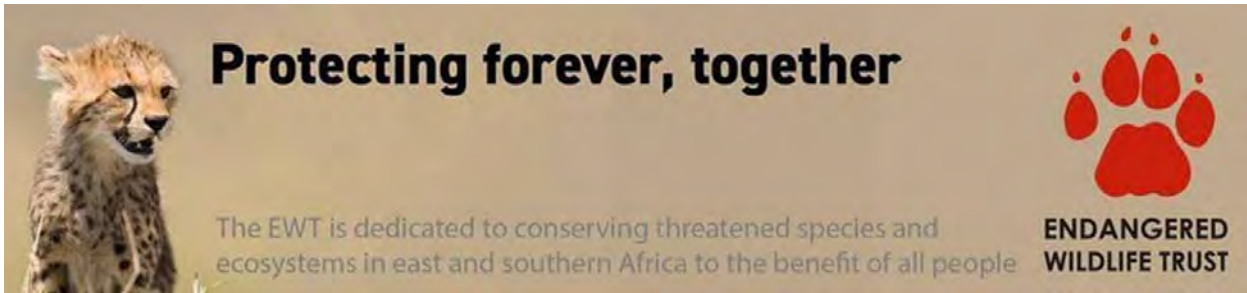 Protecting forever, together
The EWT is dedicated to conserving threatened species and
ecosystems in east and southern Africa to the benefit of all people
ENDANGERED
WILDLIFE TRUST